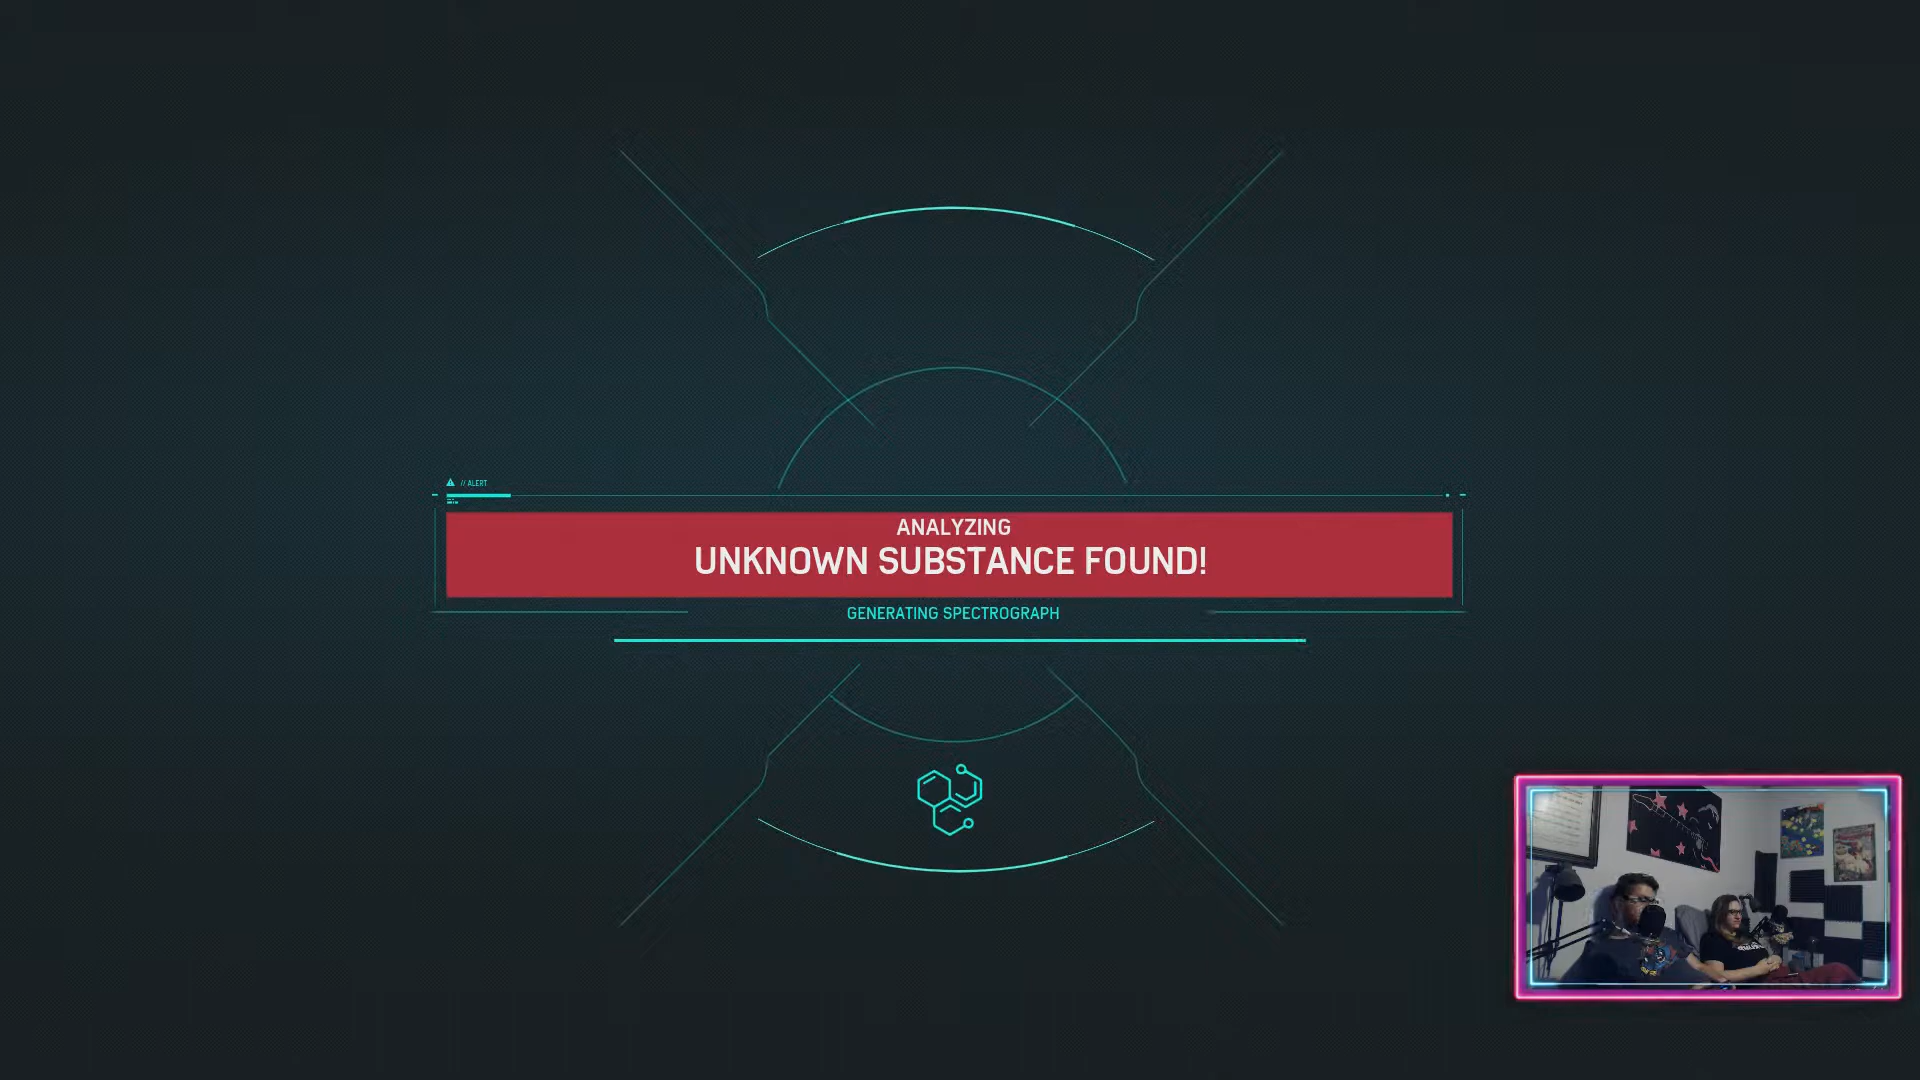 // ALERT
ANALYZING
UNKNOWN SUBSTANCE FOUND!
GENERATING SPECTROGRAPH